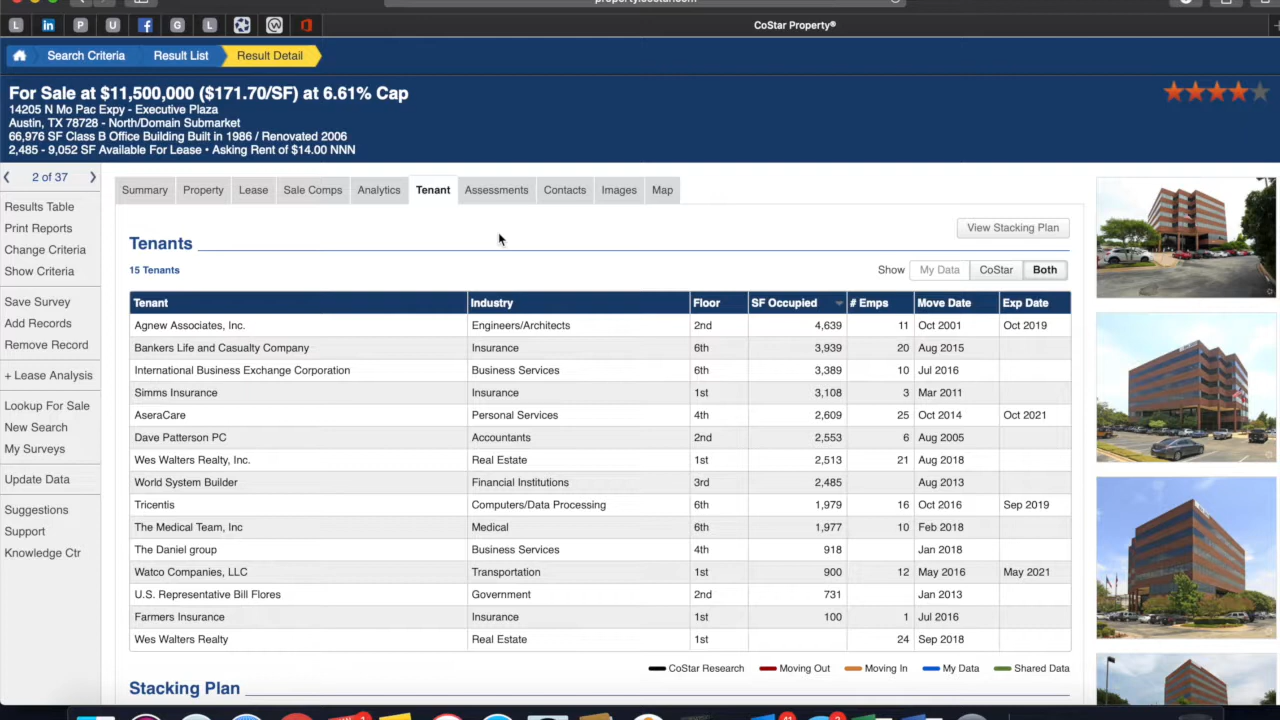 property.costar.com
L in P U f G L W
CoStar Property®
Search Criteria Result List Result Detail
For Sale at $11,500,000 ($171.70/SF) at 6.61% Cap
14205 N Mo Pac Expy - Executive Plaza
Austin, TX 78728 - North/Domain Submarket
66,976 SF Class B Office Building Built in 1986 / Renovated 2006
2,485 - 9,052 SF Available For Lease • Asking Rent of $14.00 NNN
2 of 37
Results Table
Print Reports
Change Criteria
Show Criteria
Save Survey
Add Records
Remove Record
+ Lease Analysis
Lookup For Sale
New Search
My Surveys
Update Data
Suggestions
Support
Knowledge Ctr
Summary Property Lease Sale Comps Analytics Tenant Assessments Contacts Images Map
View Stacking Plan
Tenants
15 Tenants Show My Data CoStar Both
Tenant Industry Floor SF Occupied # Emps Move Date Exp Date
Agnew Associates, Inc. Engineers/Architects 2nd 4,639 11 Oct 2001 Oct 2019
Bankers Life and Casualty Company Insurance 6th 3,939 20 Aug 2015
International Business Exchange Corporation Business Services 6th 3,389 10 Jul 2016
Simms Insurance Insurance 1st 3,108 3 Mar 2011
AseraCare Personal Services 4th 2,609 25 Oct 2014 Oct 2021
Dave Patterson PC Accountants 2nd 2,553 6 Aug 2005
Wes Walters Realty, Inc. Real Estate 1st 2,513 21 Aug 2018
World System Builder Financial Institutions 3rd 2,485 Aug 2013
Tricentis Computers/Data Processing 6th 1,979 16 Oct 2016 Sep 2019
The Medical Team, Inc Medical 6th 1,977 10 Feb 2018
The Daniel group Business Services 4th 918 Jan 2018
Watco Companies, LLC Transportation 1st 900 12 May 2016 May 2021
U.S. Representative Bill Flores Government 2nd 731 Jan 2013
Farmers Insurance Insurance 1st 100 1 Jul 2016
Wes Walters Realty Real Estate 1st 24 Sep 2018
CoStar Research Moving Out Moving In My Data Shared Data
Stacking Plan